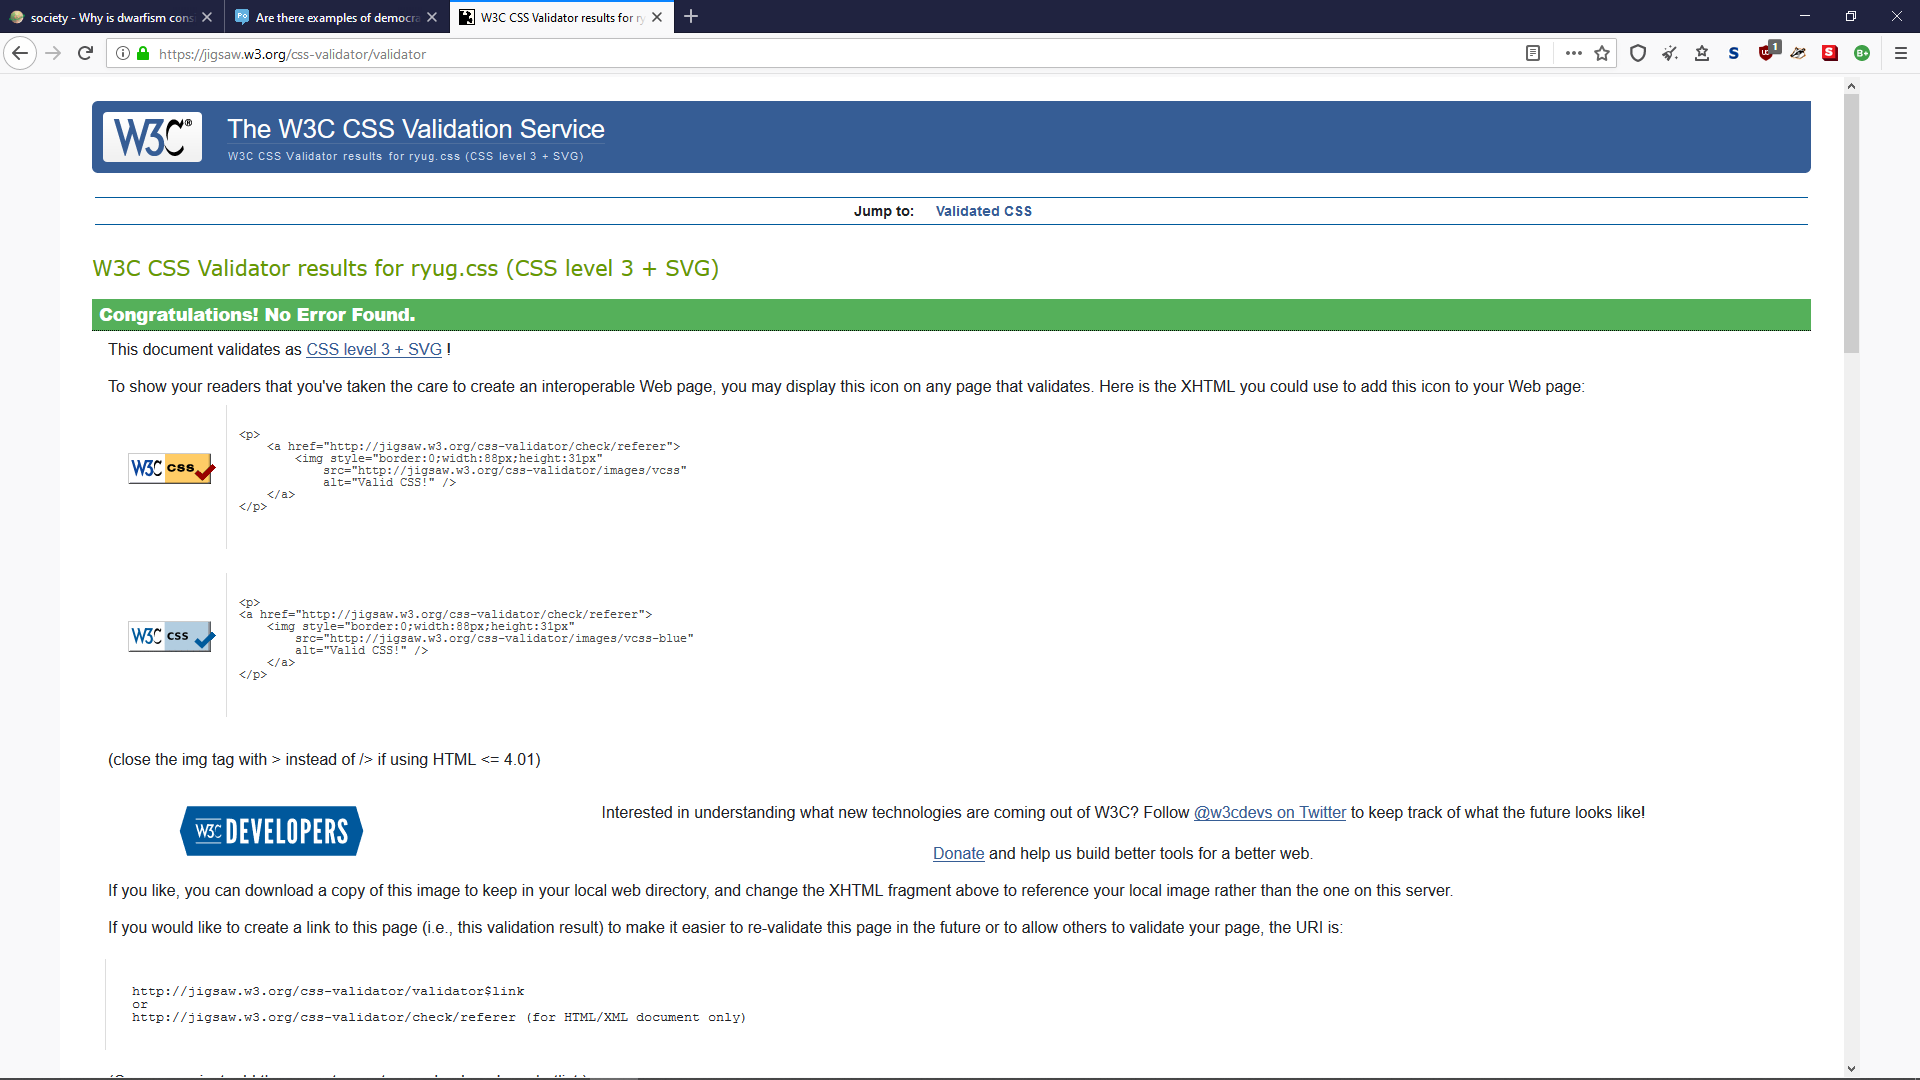 society - Why is dwarfism cons
Are there examples of democra
W3C CSS Validator results for ry
https://jigsaw.w3.org/css-validator/validator
S
1
S
B+
W3C®
The W3C CSS Validation Service
W3C CSS Validator results for ryug.css (CSS level 3 + SVG)
Jump to: Validated CSS
W3C CSS Validator results for ryug.css (CSS level 3 + SVG)
Congratulations! No Error Found.
This document validates as CSS level 3 + SVG !
To show your readers that you've taken the care to create an interoperable Web page, you may display this icon on any page that validates. Here is the XHTML you could use to add this icon to your Web page:
W3C css
<p>
<a href="http://jigsaw.w3.org/css-validator/check/referer">
<img style="border:0;width:88px;height:31px"
src="http://jigsaw.w3.org/css-validator/images/vcss"
alt="Valid CSS!" />
</a>
</p>
W3C css
<p>
<a href="http://jigsaw.w3.org/css-validator/check/referer">
<img style="border:0;width:88px;height:31px"
src="http://jigsaw.w3.org/css-validator/images/vcss-blue"
alt="Valid CSS!" />
</a>
</p>
(close the img tag with > instead of /> if using HTML <= 4.01)
W3C DEVELOPERS
Interested in understanding what new technologies are coming out of W3C? Follow @w3cdevs on Twitter to keep track of what the future looks like!
Donate and help us build better tools for a better web.
If you like, you can download a copy of this image to keep in your local web directory, and change the XHTML fragment above to reference your local image rather than the one on this server.
If you would like to create a link to this page (i.e., this validation result) to make it easier to re-validate this page in the future or to allow others to validate your page, the URI is:
http://jigsaw.w3.org/css-validator/validator$link
or
http://jigsaw.w3.org/css-validator/check/referer (for HTML/XML document only)